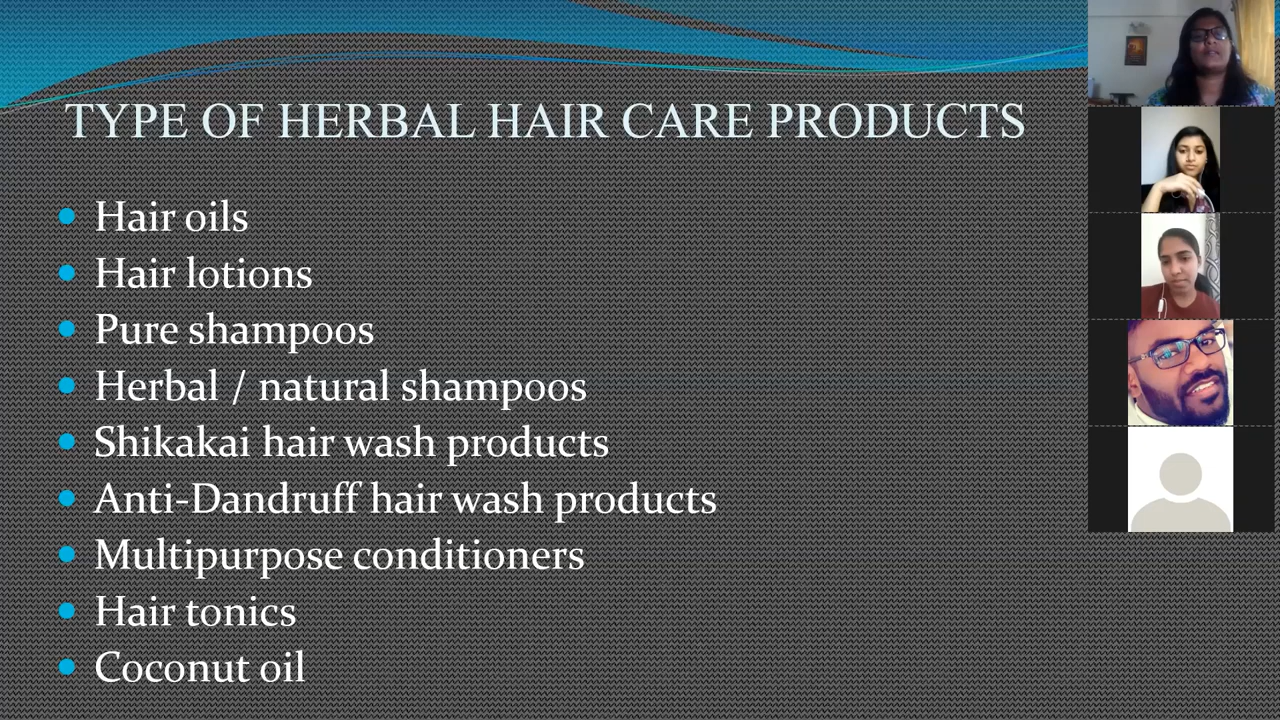 TYPE OF HERBAL HAIR CARE PRODUCTS
Hair oils
Hair lotions
Pure shampoos
Herbal / natural shampoos
Shikakai hair wash products
Anti-Dandruff hair wash products
Multipurpose conditioners
Hair tonics
Coconut oil